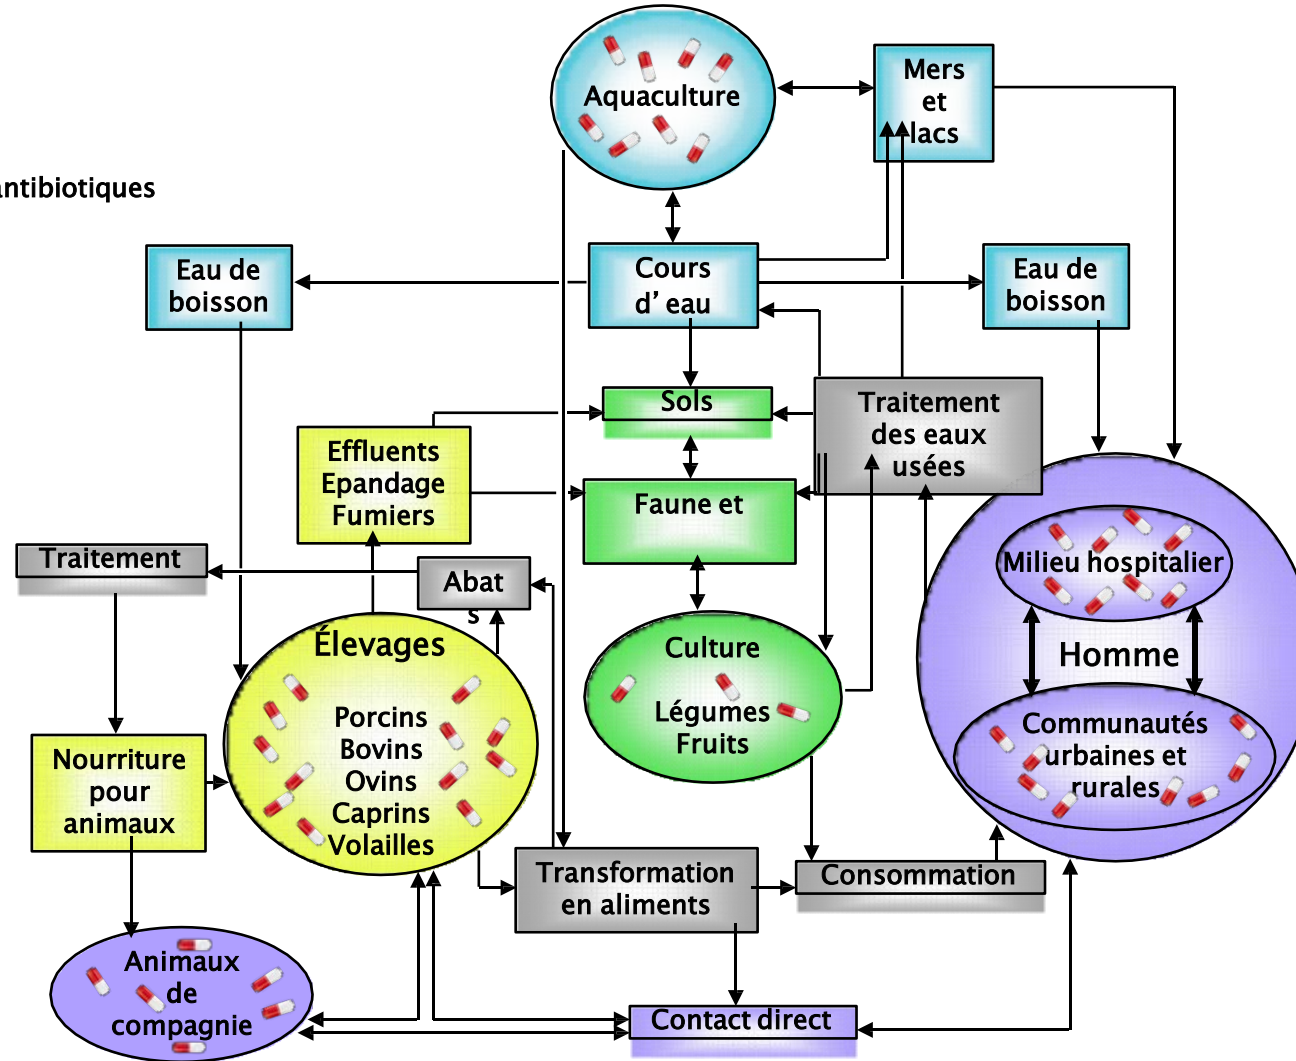 Aquaculture
Mers
et
lacs
antibiotiques
Eau de
boisson
Cours
d’ eau
Eau de
boisson
Sols
Traitement
des eaux
usées
Effluents
Epandage
Fumiers
Faune et
Traitement
Abat
s
Milieu hospitalier
Élevages
Culture
Homme
Légumes
Fruits
Porcins
Bovins
Ovins
Caprins
Volailles
Communautés
urbaines et
rurales
Nourriture
pour
animaux
Transformation
en aliments
Consommation
Animaux
de
compagnie
Contact direct